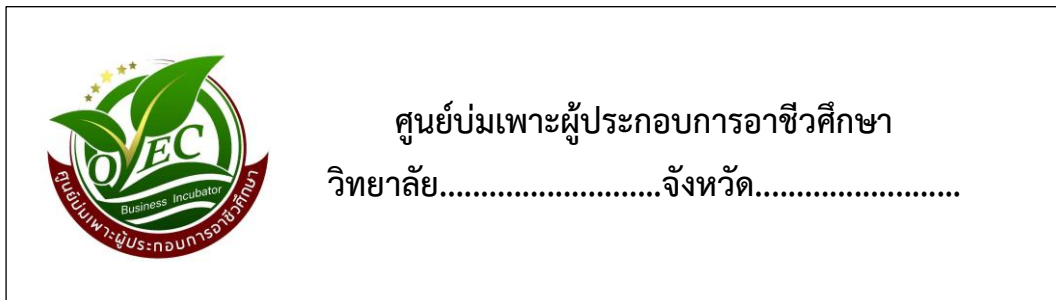 OVEC
Business Incubator
ศูนย์บ่มเพาะผู้ประกอบการอาชีวศึกษา
ศูนย์บ่มเพาะผู้ประกอบการอาชีวศึกษา
วิทยาลัย..........................จังหวัด........................